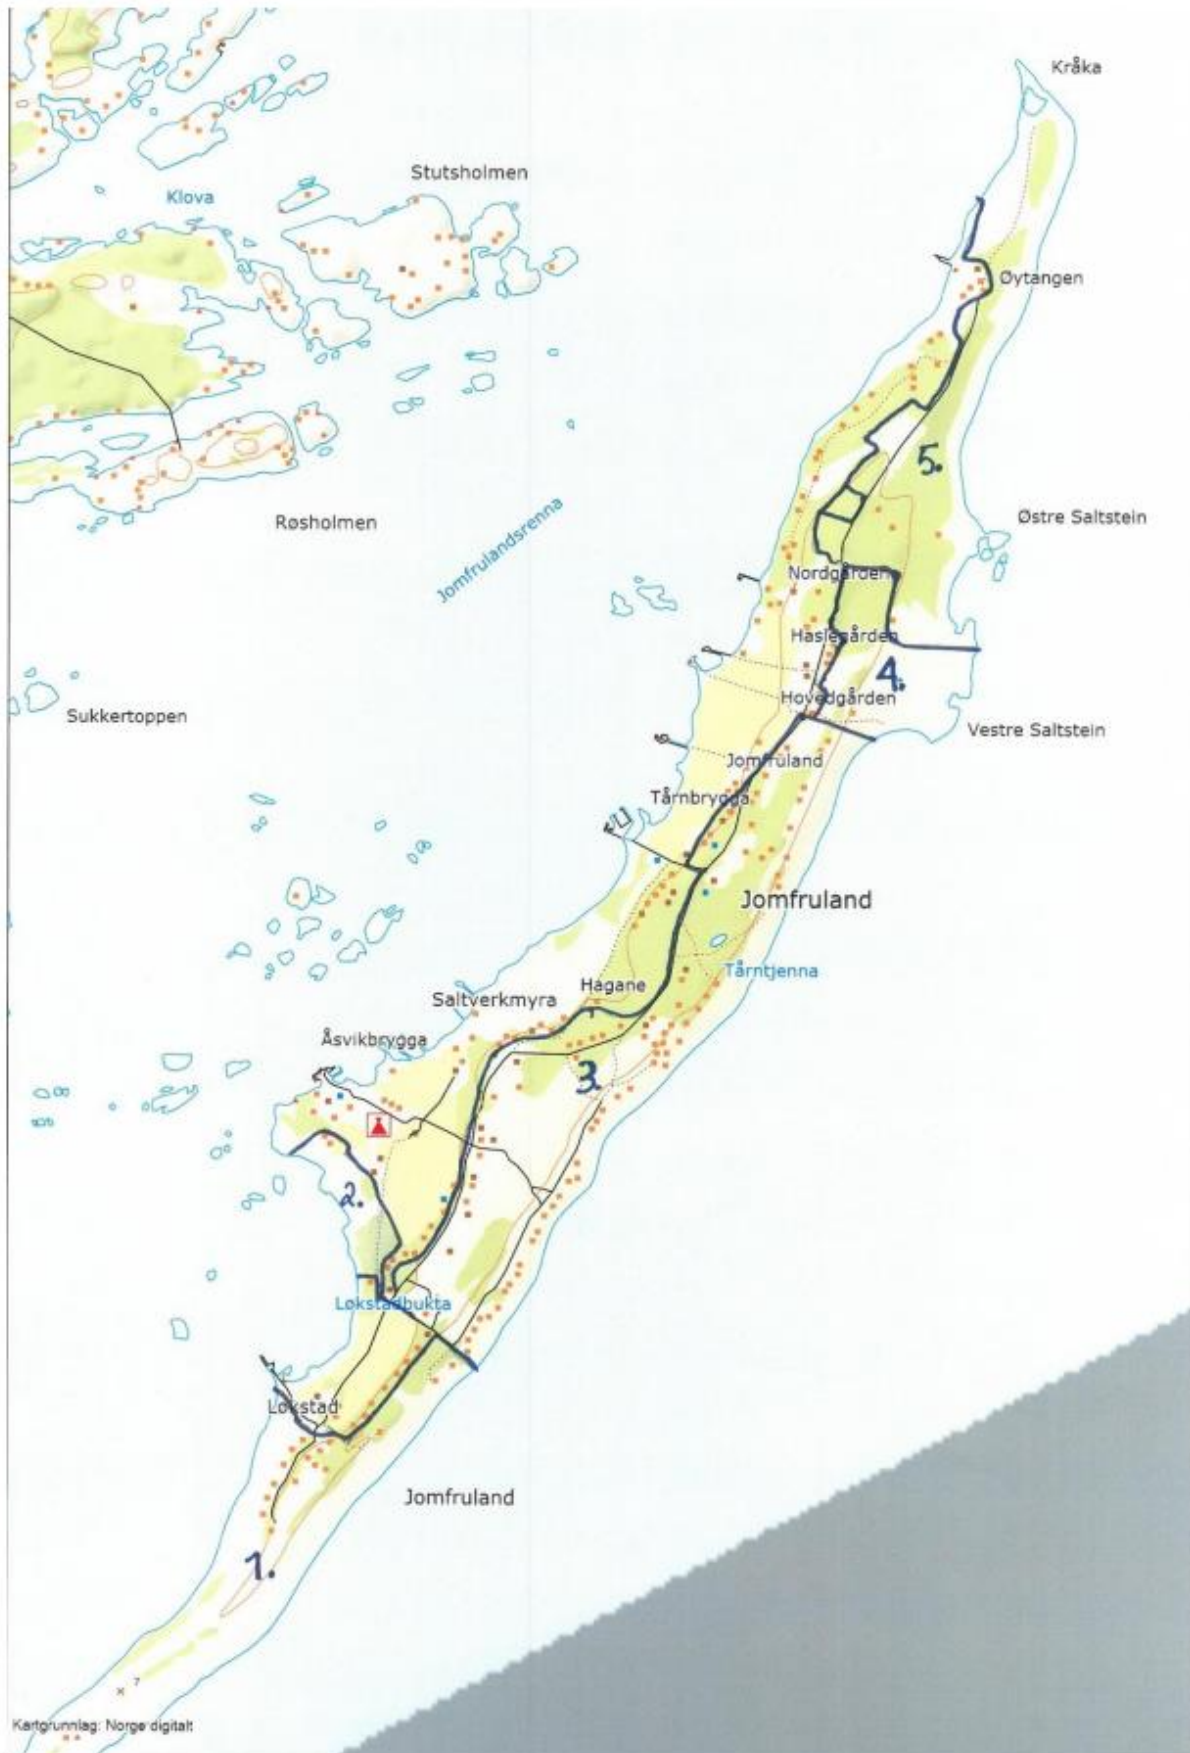 Kråka
Stutsholmen
Klova
Øytangen
5.
Røsholmen
Østre Saltstein
Jomfrulandsrenna
Nordgården
Haslegården
4.
Hovedgården
Sukkertoppen
Vestre Saltstein
Jomfruland
Tårnbrygga
Jomfruland
Tårntjenna
Hagane
Saltverkmyra
Åsvikbrygga
3.
2.
Løkstadbukta
Løkstad
Jomfruland
1.
7
Kartgrunnlag: Norge digitalt